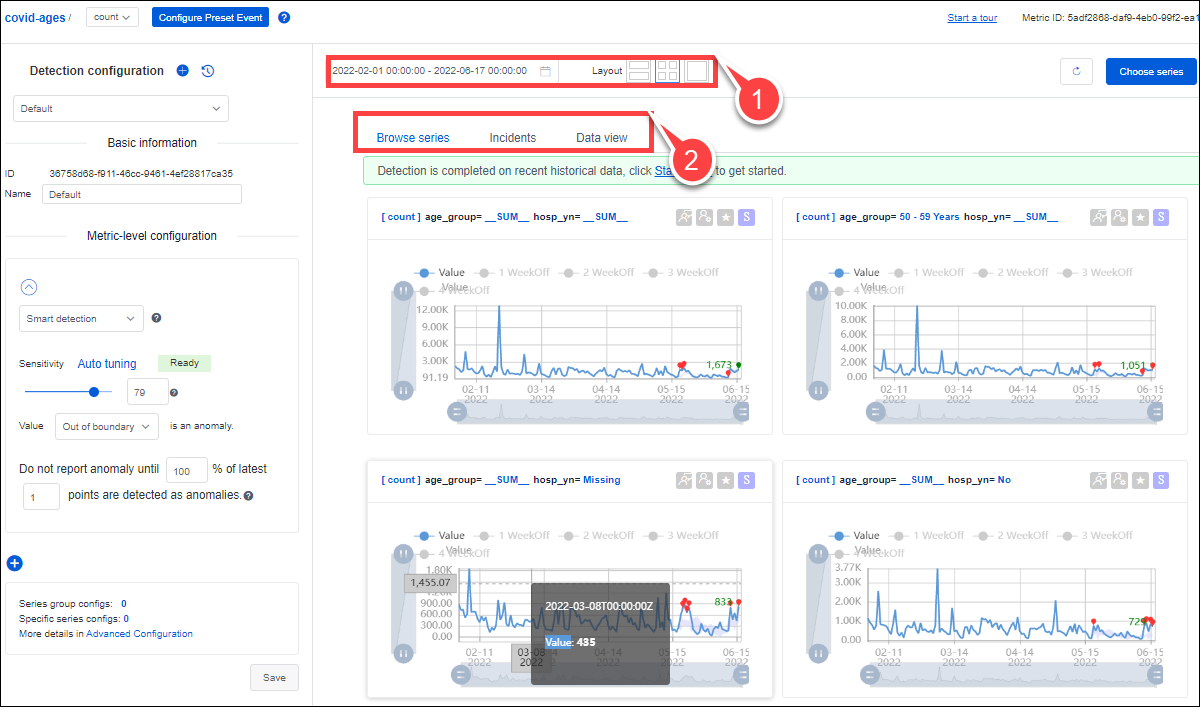 covid-ages / count Configure Preset Event ? Start a tour Metric ID: 5adf2868-daf9-4eb0-99f2-ea1
Detection configuration
2022-02-01 00:00:00 - 2022-06-17 00:00:00 Layout
Choose series
1
Default
Basic information
ID 36758d68-f911-46cc-9461-4ef28817ca35
Name Default
Metric-level configuration
Smart detection ?
Sensitivity Auto tuning Ready
79 ?
Value Out of boundary is an anomaly.
Do not report anomaly until 100 % of latest
1 points are detected as anomalies. ?
Series group configs: 0
Specific series configs: 0
More details in Advanced Configuration
Save
Browse series Incidents Data view
2
Detection is completed on recent historical data, click Sta to get started.
[ count ] age_group= __SUM__ hosp_yn= __SUM__ S
Value 1 WeekOff 2 WeekOff 3 WeekOff
4 WeekOff
Value
12.00K
9.00K
6.00K
3.00K
91.19
1,673
02-11 03-14 04-14 05-15 06-15
2022 2022 2022 2022 2022
[ count ] age_group= 50 - 59 Years hosp_yn= __SUM__ S
Value 1 WeekOff 2 WeekOff 3 WeekOff
4 WeekOff
Value
10.00K
8.00K
6.00K
4.00K
2.00K
0.00
1,051
02-11 03-14 04-14 05-15 06-15
2022 2022 2022 2022 2022
[ count ] age_group= __SUM__ hosp_yn= Missing S
Value 1 WeekOff 2 WeekOff 3 WeekOff
4 WeekOff
Value
1.80K
1,455.07
900.00
600.00
300.00
0.00
2022-03-08T00:00:00Z
Value: 485
833
02-11 03-08 04-14 05-15 06-15
2022 2022 2022 2022 2022
[ count ] age_group= __SUM__ hosp_yn= No S
Value 1 WeekOff 2 WeekOff 3 WeekOff
4 WeekOff
Value
3.77K
3.00K
2.00K
1.00K
0.00
729
02-11 03-14 04-14 05-15 06-15
2022 2022 2022 2022 2022